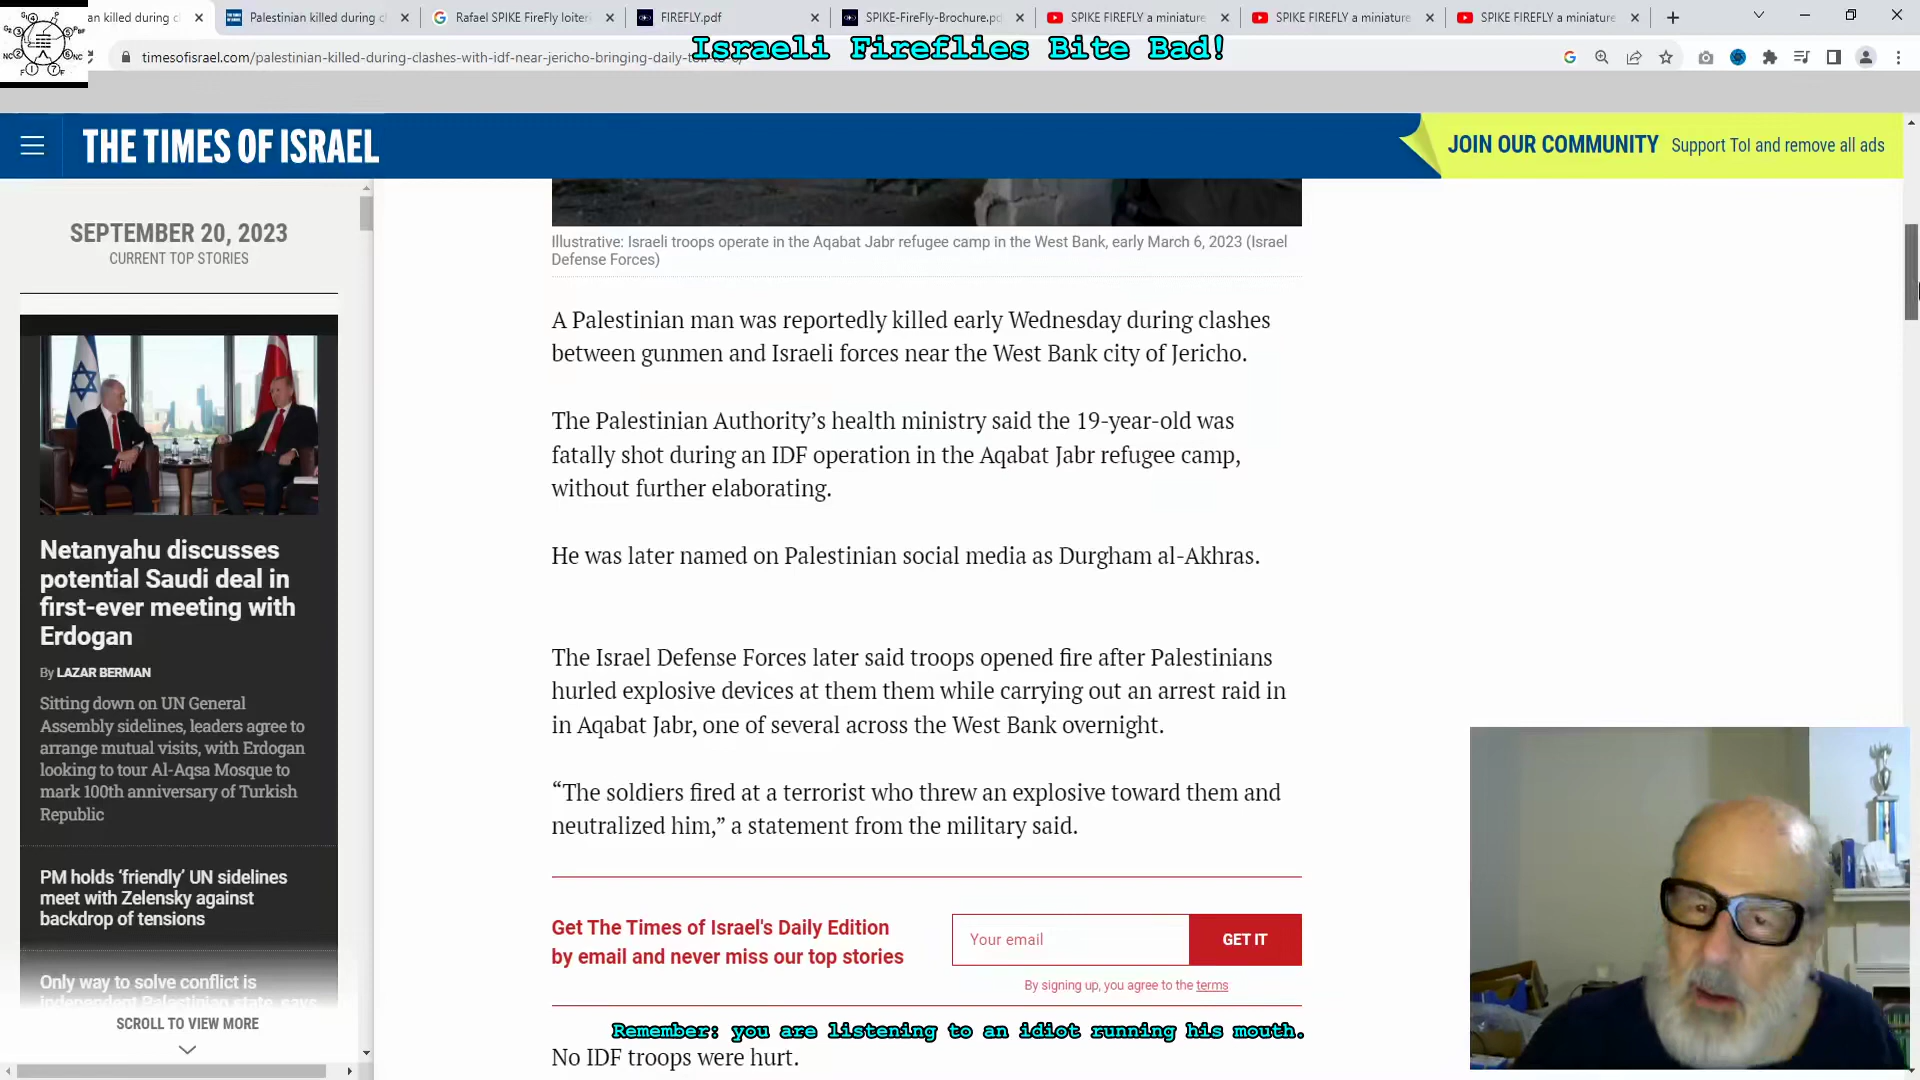 an killed during cl
Palestinian killed during cl
Rafael SPIKE FireFly loiteri
FIREFLY.pdf
SPIKE-FireFly-Brochure.pd
SPIKE FIREFLY a miniature
SPIKE FIREFLY a miniature
SPIKE FIREFLY a miniature
Israeli Fireflies Bite Bad!
timesofisrael.com/palestinian-killed-during-clashes-with-idf-near-jericho-bringing-daily-toll-to-6/
THE TIMES OF ISRAEL
JOIN OUR COMMUNITY Support ToI and remove all ads
SEPTEMBER 20, 2023
CURRENT TOP STORIES
Netanyahu discusses
potential Saudi deal in
first-ever meeting with
Erdogan
By LAZAR BERMAN
Sitting down on UN General
Assembly sidelines, leaders agree to
arrange mutual visits, with Erdogan
looking to tour Al-Aqsa Mosque to
mark 100th anniversary of Turkish
Republic
PM holds ‘friendly’ UN sidelines
meet with Zelensky against
backdrop of tensions
Only way to solve conflict is
independent Palestinian state, says
SCROLL TO VIEW MORE
Illustrative: Israeli troops operate in the Aqabat Jabr refugee camp in the West Bank, early March 6, 2023 (Israel
Defense Forces)
A Palestinian man was reportedly killed early Wednesday during clashes
between gunmen and Israeli forces near the West Bank city of Jericho.
The Palestinian Authority’s health ministry said the 19-year-old was
fatally shot during an IDF operation in the Aqabat Jabr refugee camp,
without further elaborating.
He was later named on Palestinian social media as Durgham al-Akhras.
The Israel Defense Forces later said troops opened fire after Palestinians
hurled explosive devices at them them while carrying out an arrest raid in
in Aqabat Jabr, one of several across the West Bank overnight.
“The soldiers fired at a terrorist who threw an explosive toward them and
neutralized him,” a statement from the military said.
Get The Times of Israel's Daily Edition
by email and never miss our top stories
Your email
GET IT
By signing up, you agree to the terms
Remember: you are listening to an idiot running his mouth.
No IDF troops were hurt.